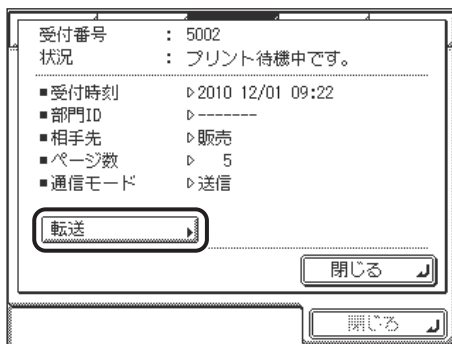 受付番号 : 5002
状況 : プリント待機中です。
■受付時刻 ▷2010 12/01 09:22
■部門ID ▷-------
■相手先 ▷販売
■ページ数 ▷ 5
■通信モード ▷送信
転送
閉じる
閉じる